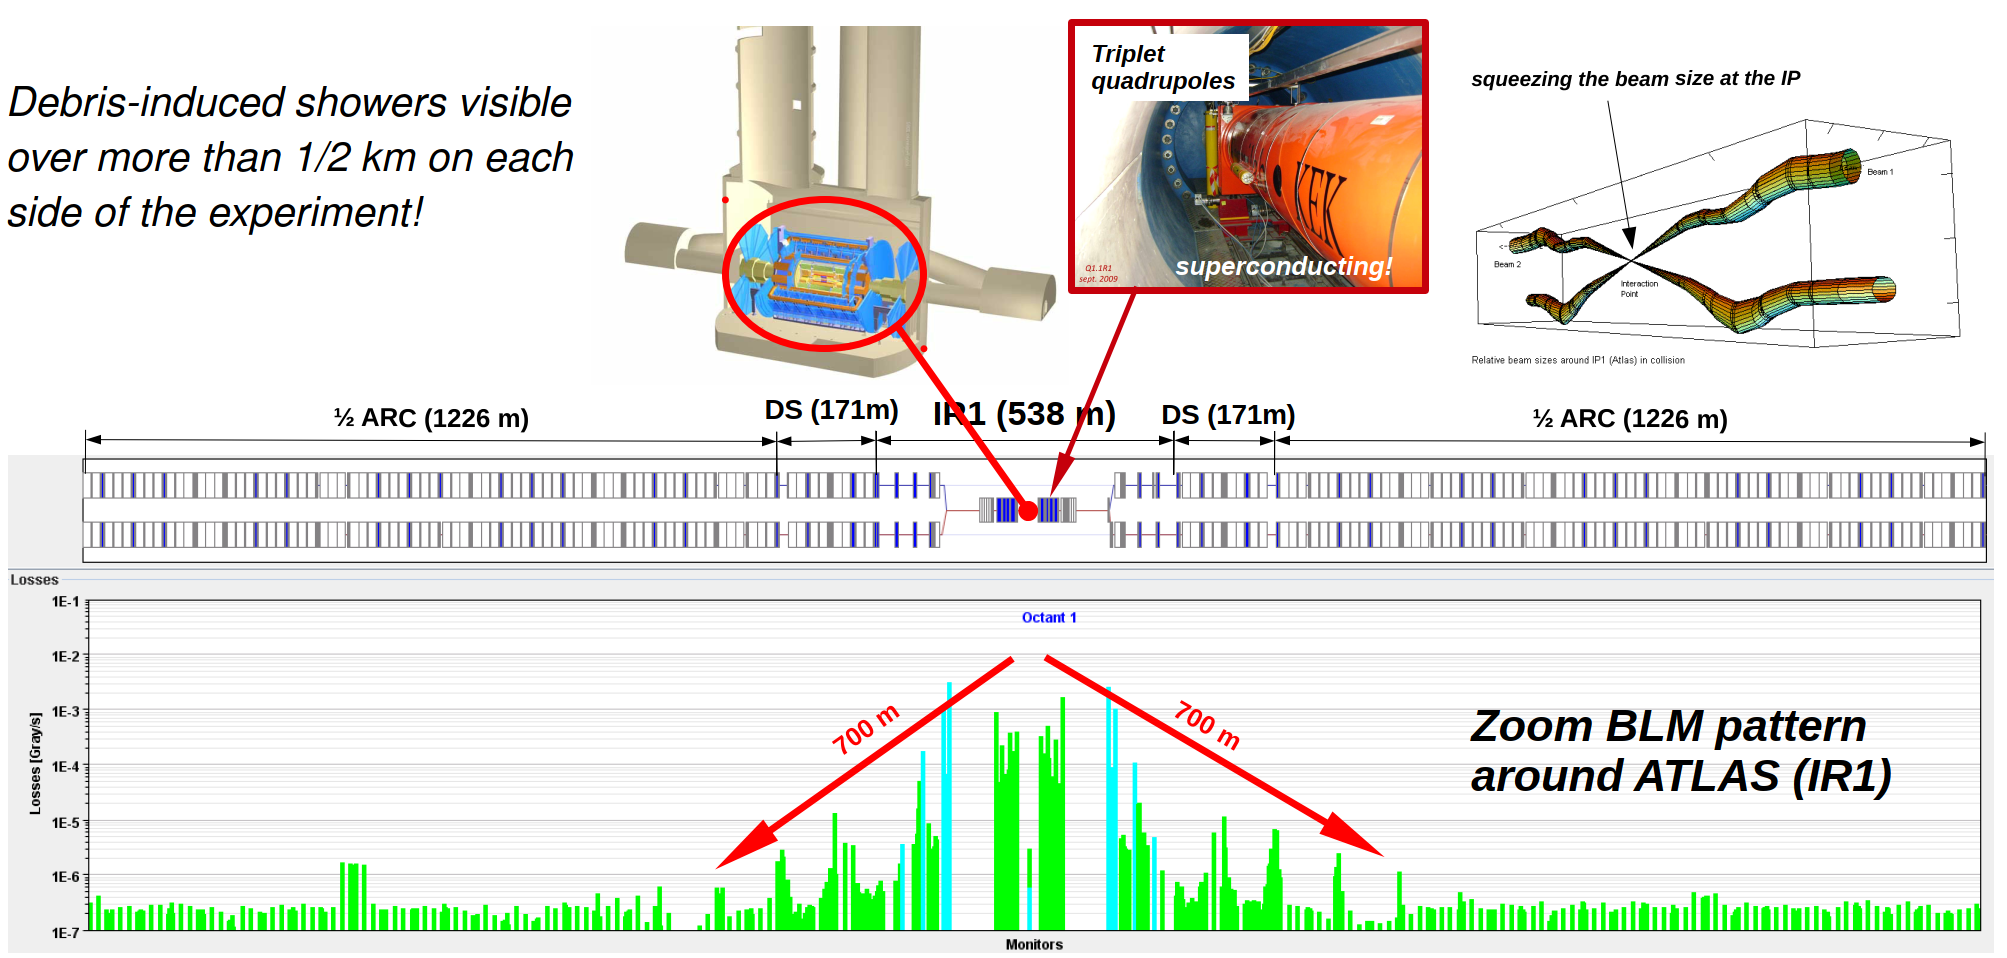 Debris-induced showers visible
over more than 1/2 km on each
side of the experiment!
Triplet
quadrupoles
KEK
superconducting!
Q1.1R1
sept. 2009
squeezing the beam size at the IP
Beam 1
Beam 2
Interaction
Point
Relative beam sizes around IP1 (Atlas) in collision
½ ARC (1226 m)
DS (171m)
IR1 (538 m)
DS (171m)
½ ARC (1226 m)
Losses
Octant 1
1E-1
1E-2
1E-3
1E-4
1E-5
1E-6
1E-7
Losses [Gray/s]
700 m
700 m
Zoom BLM pattern
around ATLAS (IR1)
Monitors